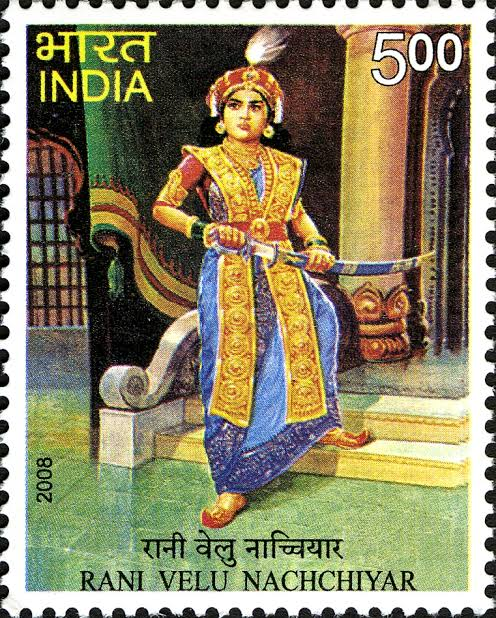 भारत
INDIA
500
2008
रानी वेलु नाच्चियार
RANI VELU NACHCHIYAR